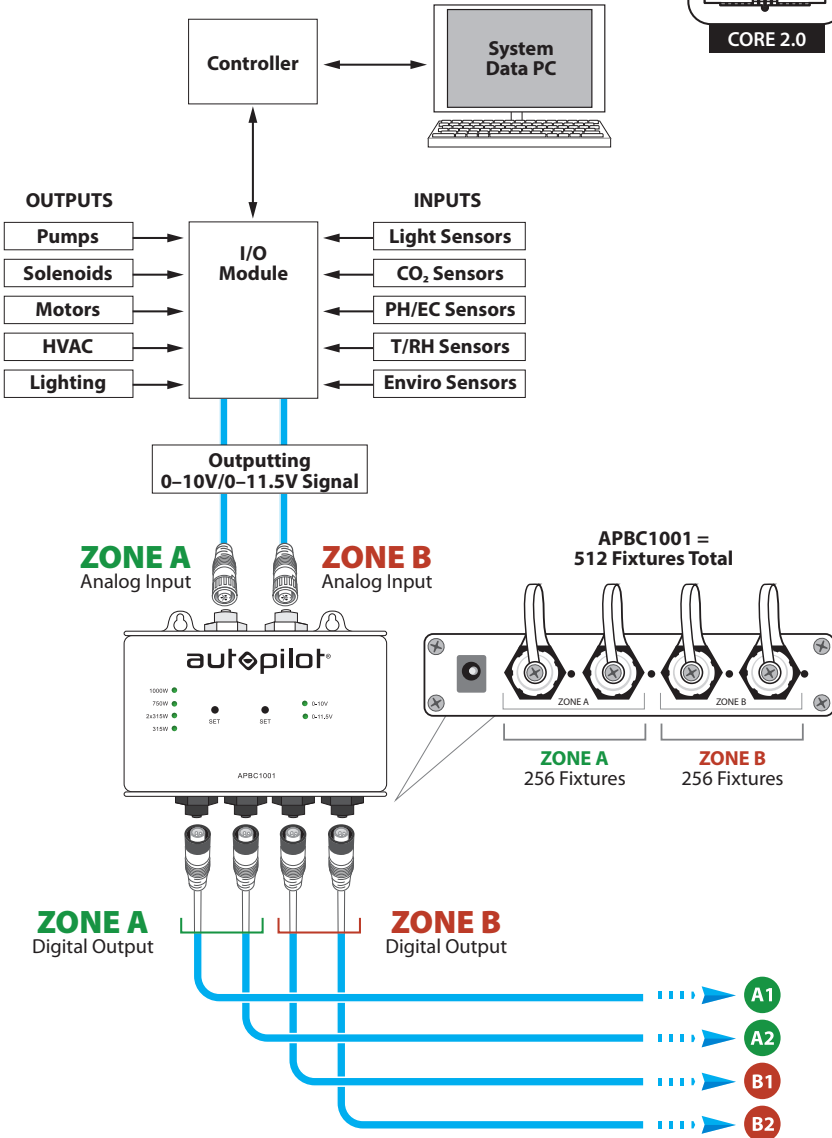 CORE 2.0
Controller
System
Data PC
OUTPUTS
INPUTS
Pumps
Solenoids
Motors
HVAC
Lighting
I/O
Module
Light Sensors
CO₂ Sensors
PH/EC Sensors
T/RH Sensors
Enviro Sensors
Outputting
0–10V/0–11.5V Signal
ZONE A
Analog Input
ZONE B
Analog Input
autopilot®
1000W
750W
2x315W
315W
SET
SET
0-10V
0-11.5V
APBC1001
APBC1001 =
512 Fixtures Total
ZONE A
ZONE B
ZONE A
256 Fixtures
ZONE B
256 Fixtures
ZONE A
Digital Output
ZONE B
Digital Output
A1
A2
B1
B2